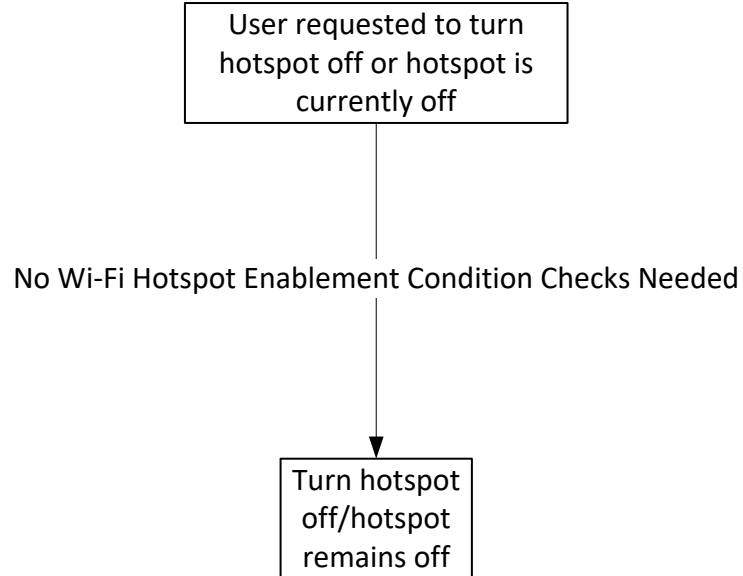 User requested to turn
hotspot off or hotspot is
currently off
No Wi-Fi Hotspot Enablement Condition Checks Needed
Turn hotspot
off/hotspot
remains off